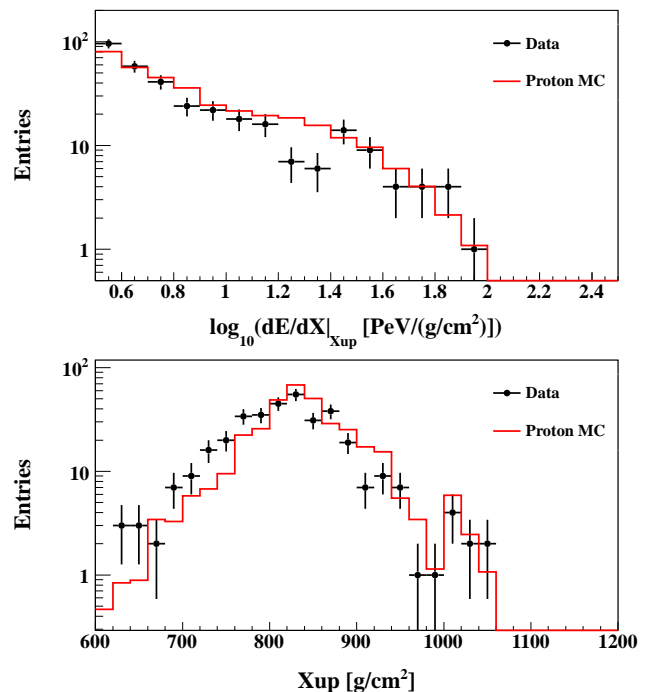 10²
10
1
Entries
Data
Proton MC
0.6 0.8 1 1.2 1.4 1.6 1.8 2 2.2 2.4
log₁₀(dE/dX|Xup [PeV/(g/cm²)])
10²
10
1
Entries
Data
Proton MC
600 700 800 900 1000 1100 1200
Xup [g/cm²]